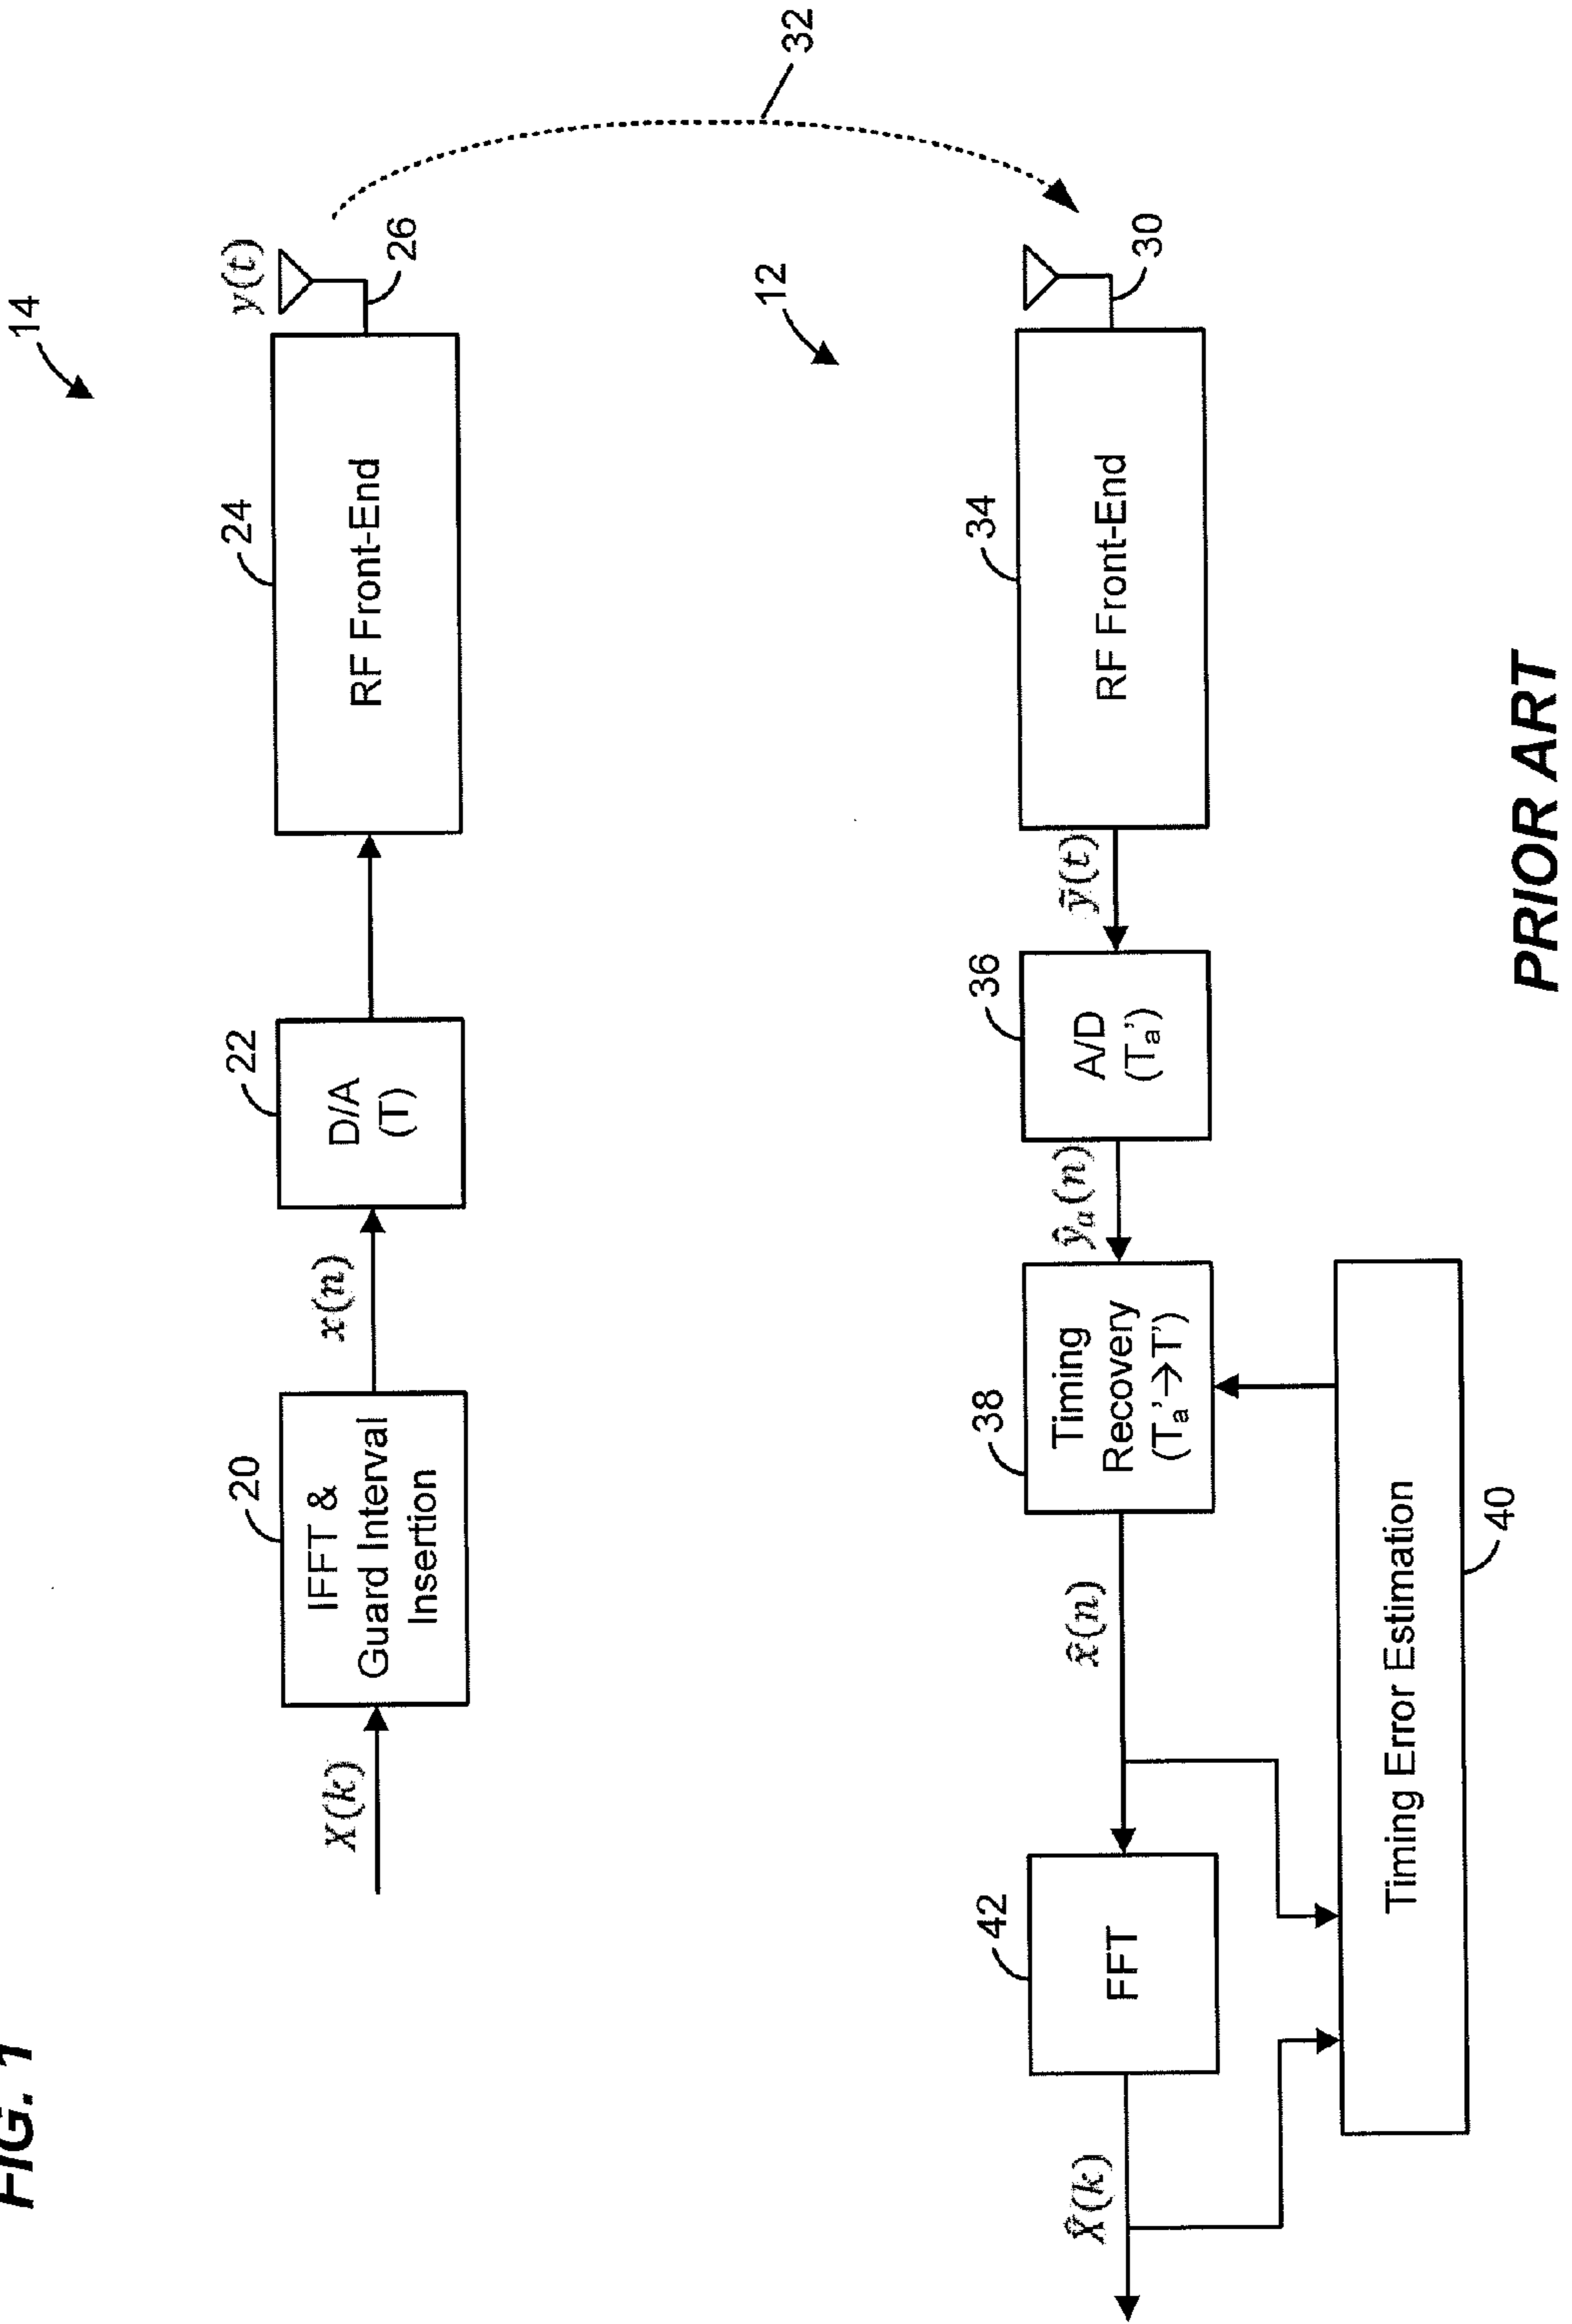 FIG. 1
14
X(k)
20
IFFT &
Guard Interval
Insertion
x(n)
22
D/A
(T)
24
RF Front-End
y(t)
26
32
12
X̂(k)
42
FFT
x̂(n)
38
Timing
Recovery
(Tₐ'→T')
ŷₐ(n)
36
A/D
(Tₐ')
ỹ(t)
34
RF Front-End
30
Timing Error Estimation
40
PRIOR ART